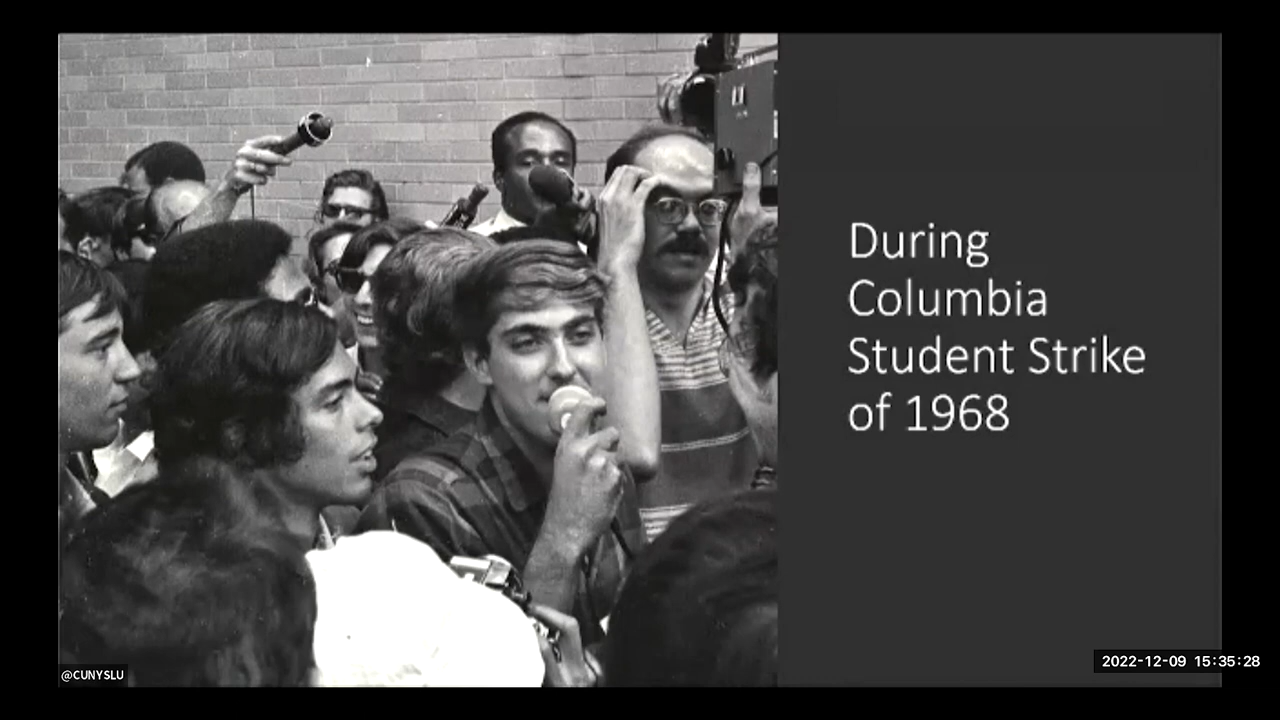 During
Columbia
Student Strike
of 1968
@CUNYSLU
2022-12-09 15:35:28